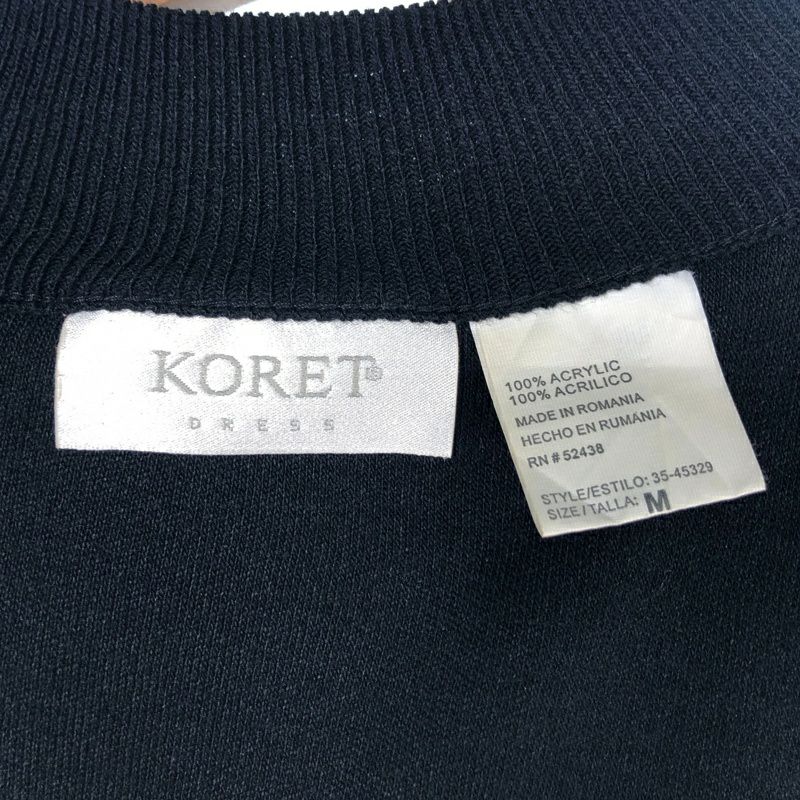 KORET®
DRESS
100% ACRYLIC
100% ACRILICO
MADE IN ROMANIA
HECHO EN RUMANIA
RN # 52438
STYLE/ESTILO: 35-45329
SIZE/TALLA: M